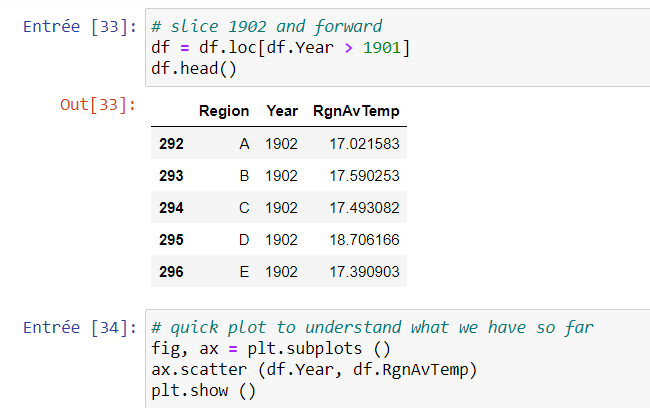 Entrée [33]: # slice 1902 and forward
df = df.loc[df.Year > 1901]
df.head()
Out[33]:
Region Year RgnAvTemp
292 A 1902 17.021583
293 B 1902 17.590253
294 C 1902 17.493082
295 D 1902 18.706166
296 E 1902 17.390903
Entrée [34]: # quick plot to understand what we have so far
fig, ax = plt.subplots ()
ax.scatter (df.Year, df.RgnAvTemp)
plt.show ()